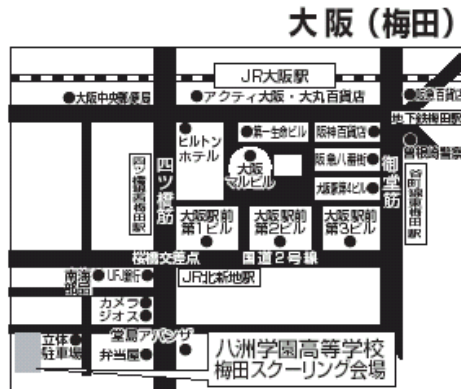 大阪（梅田）
JR大阪駅
●大阪中央郵便局
●アクティ大阪・大丸百貨店
●阪急百貨店
地下鉄梅田駅
●ヒルトン
ホテル
●第一生命ビル
阪神百貨店●
曽根崎警察
四ツ橋筋
四ツ橋線西梅田駅
●
大阪
マルビル
阪急八番街●
大阪駅第4ビル●
御堂筋
谷町線東梅田駅
大阪駅前
第1ビル
●
大阪駅前
第2ビル
●
大阪駅前
第3ビル
●
桜橋交差点
国道2号線
南海
部品
●UFJ銀行●
JR北新地駅
カメラ●
ジオス●
堂島アバンザ
立体●
駐車場
弁当屋●
八洲学園高等学校
梅田スクーリング会場